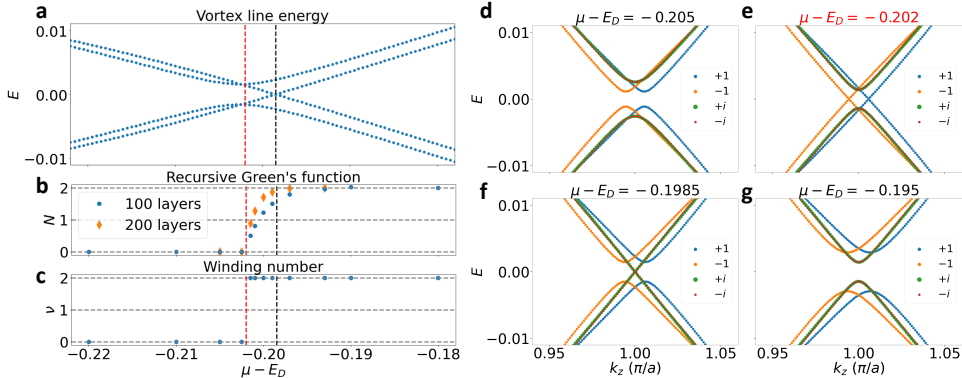 a
Vortex line energy
0.01
0.00
−0.01
E
b
Recursive Green's function
2
1
0
N
100 layers
200 layers
c
Winding number
2
1
0
ν
−0.22
−0.21
−0.20
−0.19
−0.18
μ − E_D
d
μ − E_D = −0.205
0.01
0.00
−0.01
E
+1
−1
+i
−i
e
μ − E_D = −0.202
+1
−1
+i
−i
f
μ − E_D = −0.1985
0.01
0.00
−0.01
E
+1
−1
+i
−i
0.95
1.00
1.05
k_z (π/a)
g
μ − E_D = −0.195
+1
−1
+i
−i
0.95
1.00
1.05
k_z (π/a)